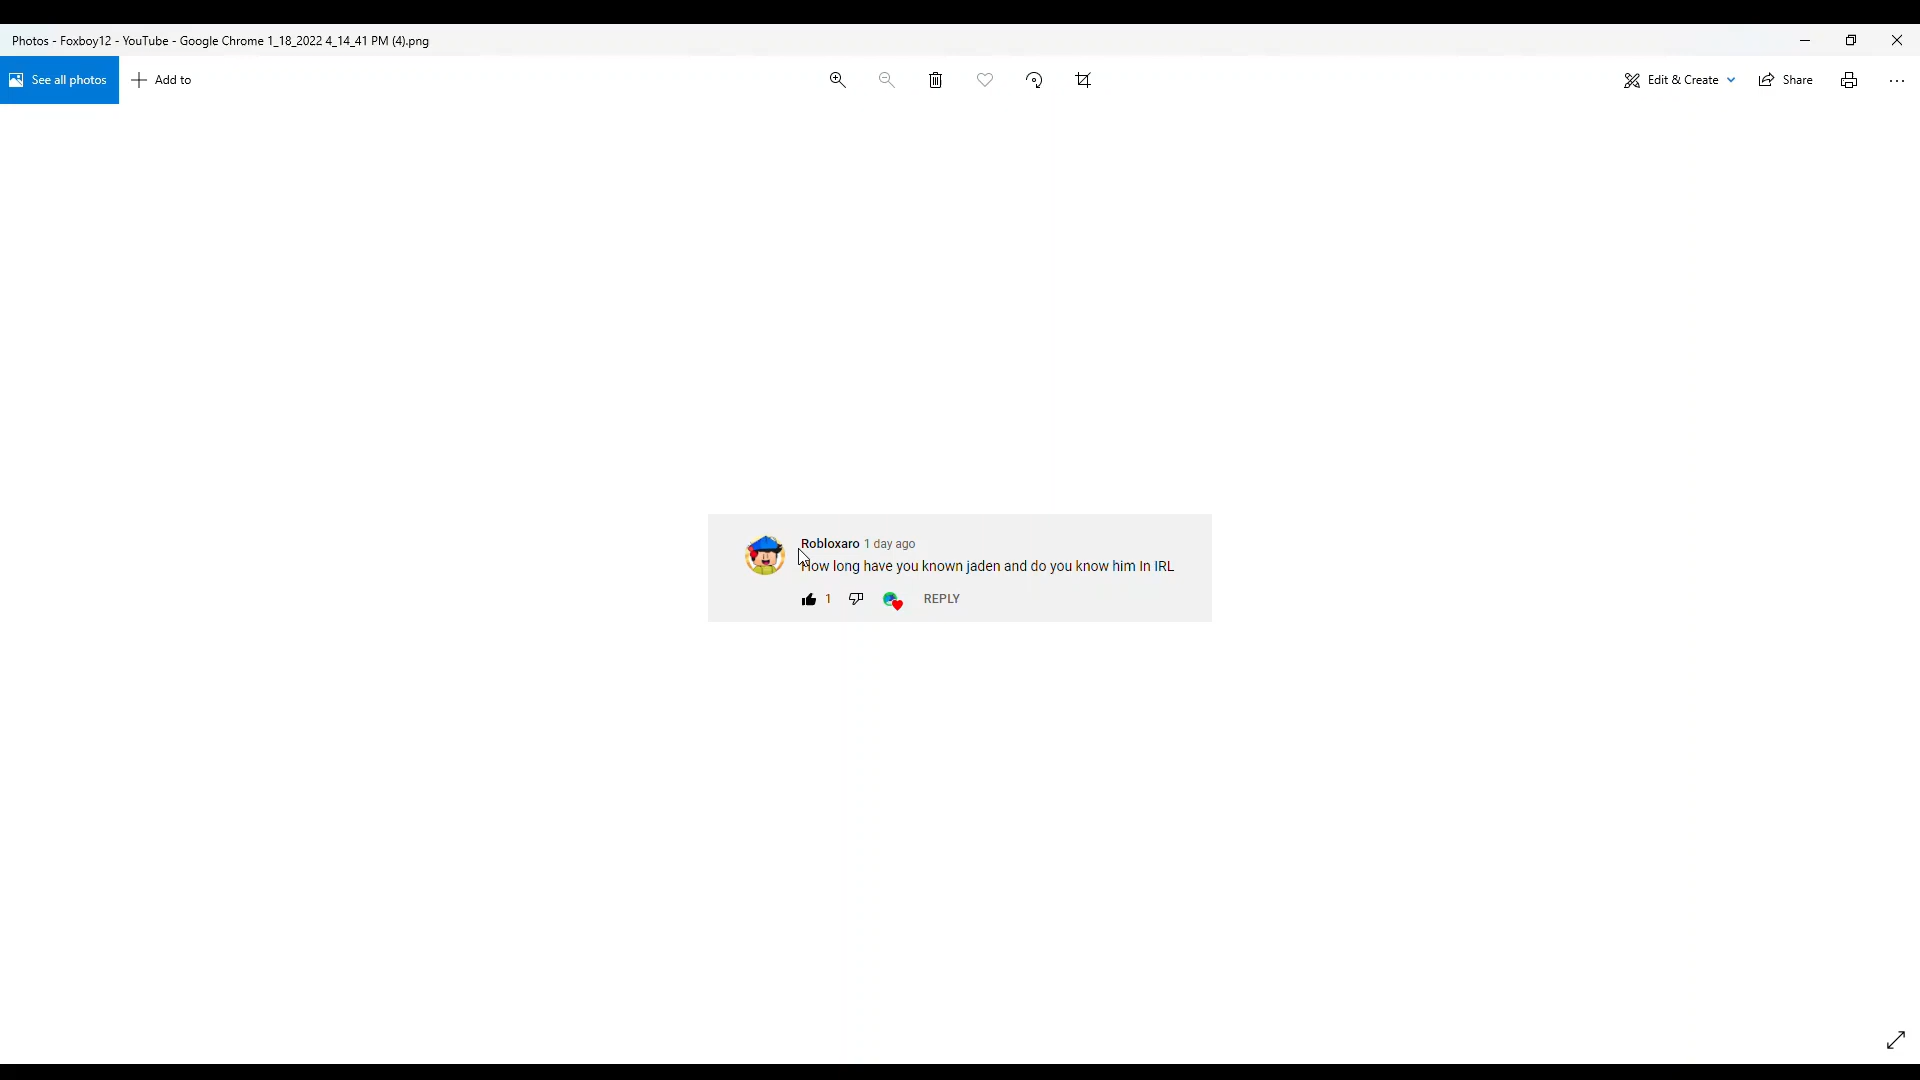 Photos - Foxboy12 - YouTube - Google Chrome 1_18_2022 4_14_41 PM (4).png
See all photos
Add to
Edit & Create
Share
Robloxaro 1 day ago
How long have you known jaden and do you know him In IRL
1
REPLY